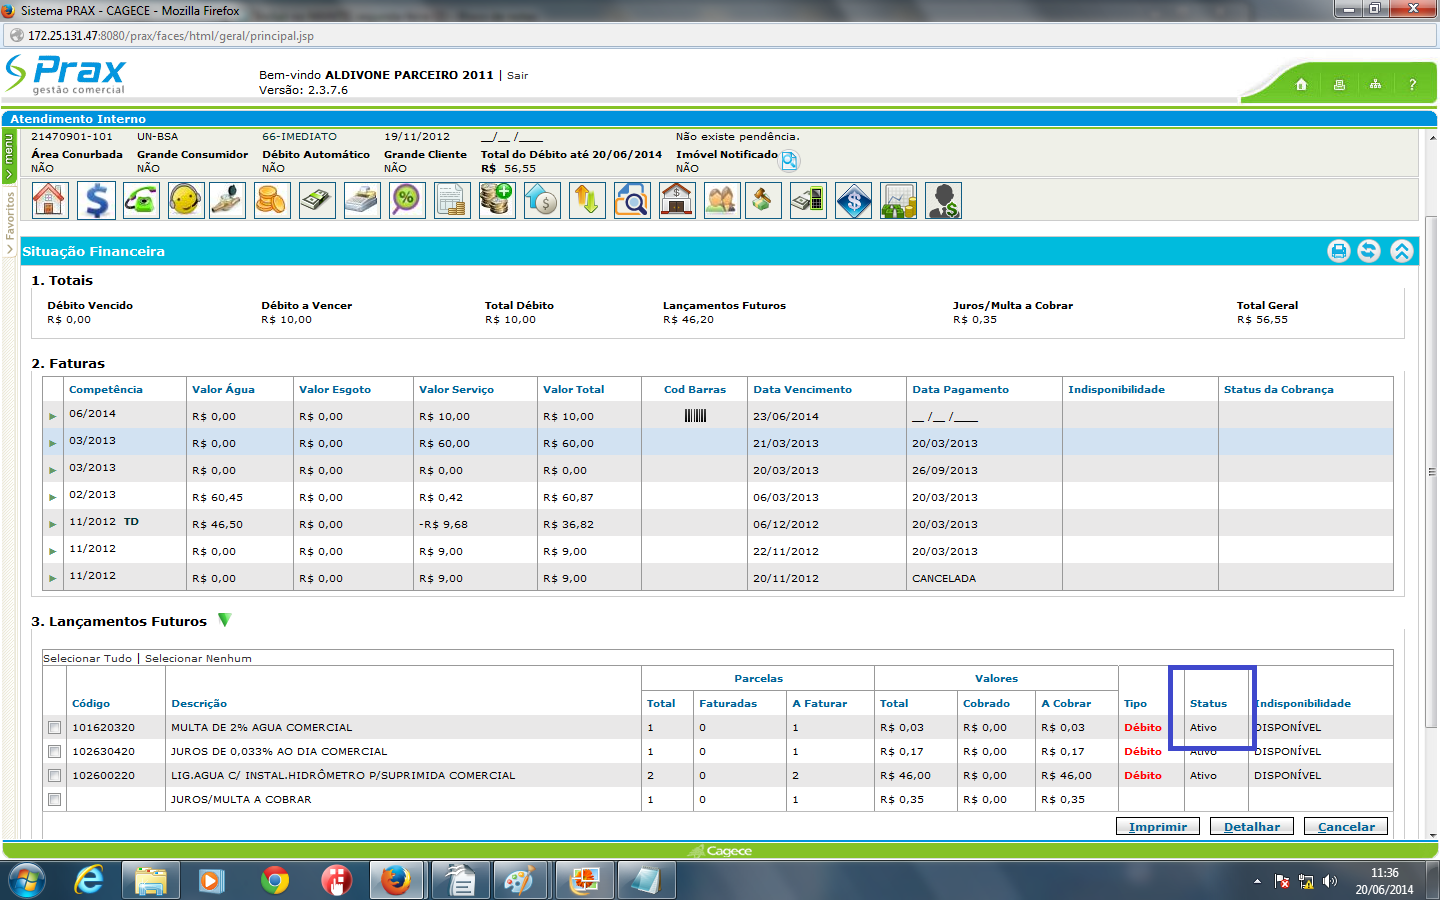 Sistema PRAX - CAGECE - Mozilla Firefox
172.25.131.47:8080/prax/faces/html/geral/principal.jsp
Prax
gestão comercial
Bem-vindo ALDIVONE PARCEIRO 2011 | Sair
Versão: 2.3.7.6
?
Atendimento Interno
> menu
> Favoritos
21470901-101 UN-BSA 66-IMEDIATO 19/11/2012 __/__ /____ Não existe pendência.
Área Conurbada Grande Consumidor Débito Automático Grande Cliente Total do Débito até 20/06/2014 Imóvel Notificado
NÃO NÃO NÃO NÃO R$ 56,55 NÃO
Situação Financeira
1. Totais
Débito Vencido Débito a Vencer Total Débito Lançamentos Futuros Juros/Multa a Cobrar Total Geral
R$ 0,00 R$ 10,00 R$ 10,00 R$ 46,20 R$ 0,35 R$ 56,55
2. Faturas
Competência Valor Água Valor Esgoto Valor Serviço Valor Total Cod Barras Data Vencimento Data Pagamento Indisponibilidade Status da Cobrança
06/2014 R$ 0,00 R$ 0,00 R$ 10,00 R$ 10,00 23/06/2014 __ /__ /____
03/2013 R$ 0,00 R$ 0,00 R$ 60,00 R$ 60,00 21/03/2013 20/03/2013
03/2013 R$ 0,00 R$ 0,00 R$ 0,00 R$ 0,00 20/03/2013 26/09/2013
02/2013 R$ 60,45 R$ 0,00 R$ 0,42 R$ 60,87 06/03/2013 20/03/2013
11/2012 TD R$ 46,50 R$ 0,00 -R$ 9,68 R$ 36,82 06/12/2012 20/03/2013
11/2012 R$ 0,00 R$ 0,00 R$ 9,00 R$ 9,00 22/11/2012 20/03/2013
11/2012 R$ 0,00 R$ 0,00 R$ 9,00 R$ 9,00 20/11/2012 CANCELADA
3. Lançamentos Futuros
Selecionar Tudo | Selecionar Nenhum
Parcelas Valores
Código Descrição Total Faturadas A Faturar Total Cobrado A Cobrar Tipo Status Indisponibilidade
101620320 MULTA DE 2% AGUA COMERCIAL 1 0 1 R$ 0,03 R$ 0,00 R$ 0,03 Débito Ativo DISPONÍVEL
102630420 JUROS DE 0,033% AO DIA COMERCIAL 1 0 1 R$ 0,17 R$ 0,00 R$ 0,17 Débito Ativo DISPONÍVEL
102600220 LIG.AGUA C/ INSTAL.HIDRÔMETRO P/SUPRIMIDA COMERCIAL 2 0 2 R$ 46,00 R$ 0,00 R$ 46,00 Débito Ativo DISPONÍVEL
JUROS/MULTA A COBRAR 1 0 1 R$ 0,35 R$ 0,00 R$ 0,35
Imprimir Detalhar Cancelar
Cagece
11:36
20/06/2014